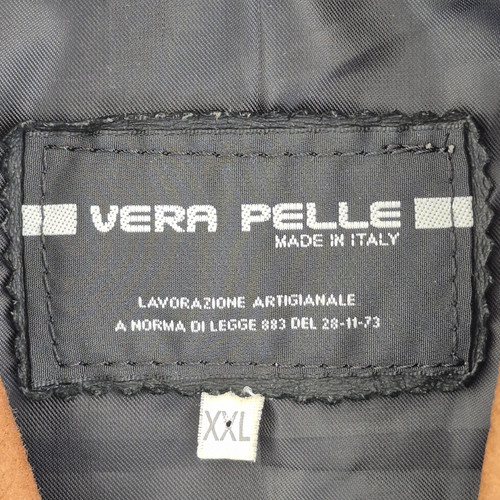 VERA PELLE
MADE IN ITALY
LAVORAZIONE ARTIGIANALE
A NORMA DI LEGGE 883 DEL 28-11-73
XXL